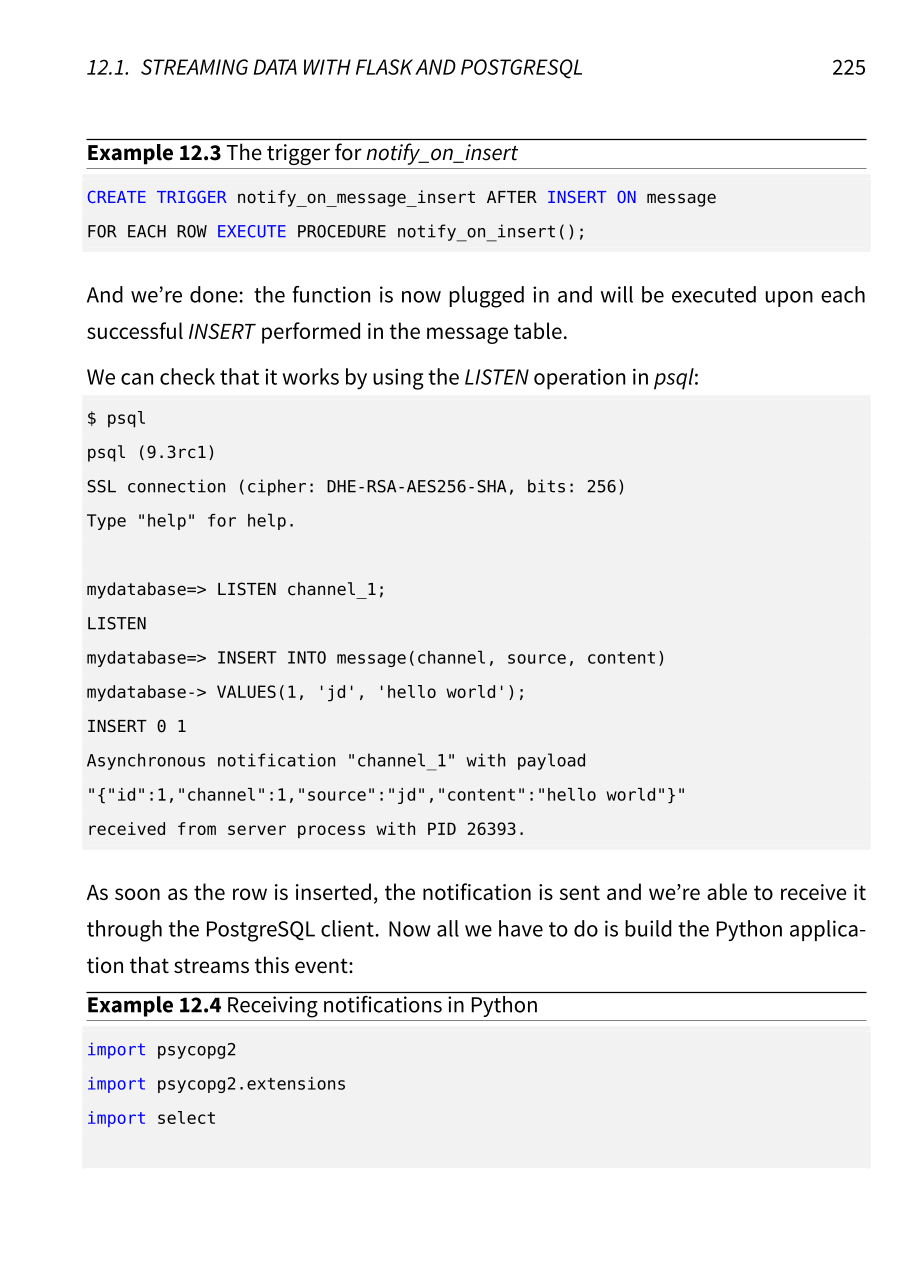 12.1. STREAMING DATA WITH FLASK AND POSTGRESQL 225
Example 12.3 The trigger for notify_on_insert
CREATE TRIGGER notify_on_message_insert AFTER INSERT ON message
FOR EACH ROW EXECUTE PROCEDURE notify_on_insert();
And we’re done: the function is now plugged in and will be executed upon each
successful INSERT performed in the message table.
We can check that it works by using the LISTEN operation in psql:
$ psql
psql (9.3rc1)
SSL connection (cipher: DHE-RSA-AES256-SHA, bits: 256)
Type "help" for help.
mydatabase=> LISTEN channel_1;
LISTEN
mydatabase=> INSERT INTO message(channel, source, content)
mydatabase-> VALUES(1, 'jd', 'hello world');
INSERT 0 1
Asynchronous notification "channel_1" with payload
"{"id":1,"channel":1,"source":"jd","content":"hello world"}"
received from server process with PID 26393.
As soon as the row is inserted, the notification is sent and we’re able to receive it
through the PostgreSQL client. Now all we have to do is build the Python applica-
tion that streams this event:
Example 12.4 Receiving notifications in Python
import psycopg2
import psycopg2.extensions
import select